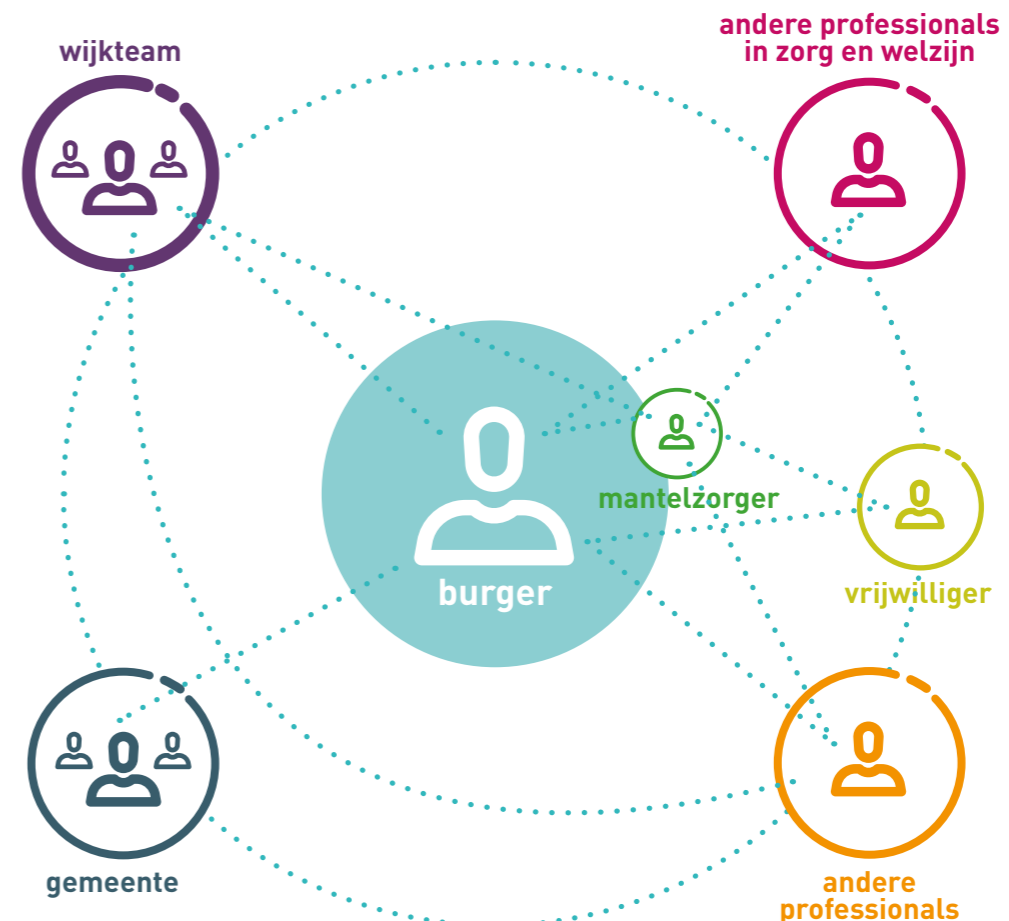 wijkteam
andere professionals
in zorg en welzijn
mantelzorger
burger
vrijwilliger
gemeente
andere
professionals